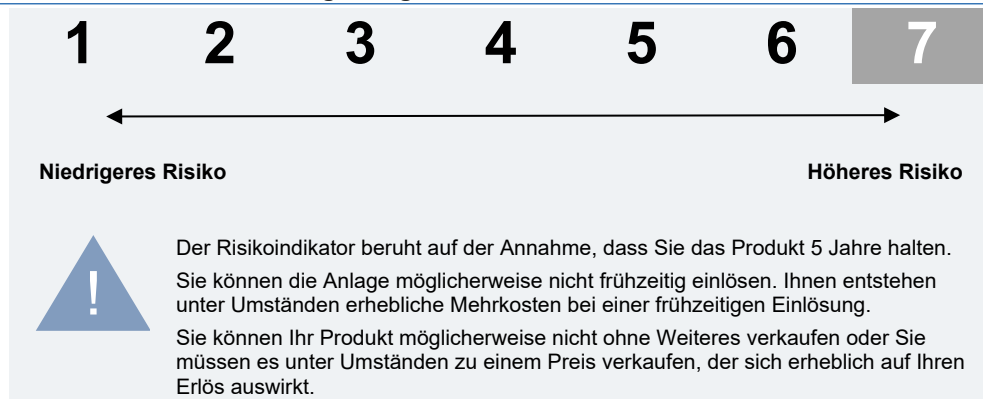 1 2 3 4 5 6 7
Niedrigeres Risiko Höheres Risiko
Der Risikoindikator beruht auf der Annahme, dass Sie das Produkt 5 Jahre halten.
Sie können die Anlage möglicherweise nicht frühzeitig einlösen. Ihnen entstehen
unter Umständen erhebliche Mehrkosten bei einer frühzeitigen Einlösung.
Sie können Ihr Produkt möglicherweise nicht ohne Weiteres verkaufen oder Sie
müssen es unter Umständen zu einem Preis verkaufen, der sich erheblich auf Ihren
Erlös auswirkt.
!